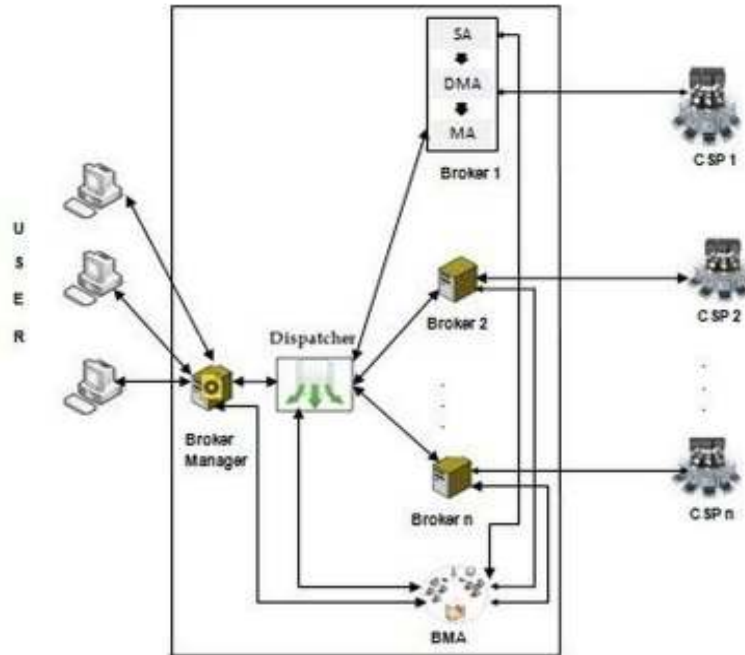 SA
DMA
MA
Broker 1
CSP 1
U
S
E
R
Broker 2
CSP 2
Dispatcher
Broker
Manager
Broker n
CSP n
BMA